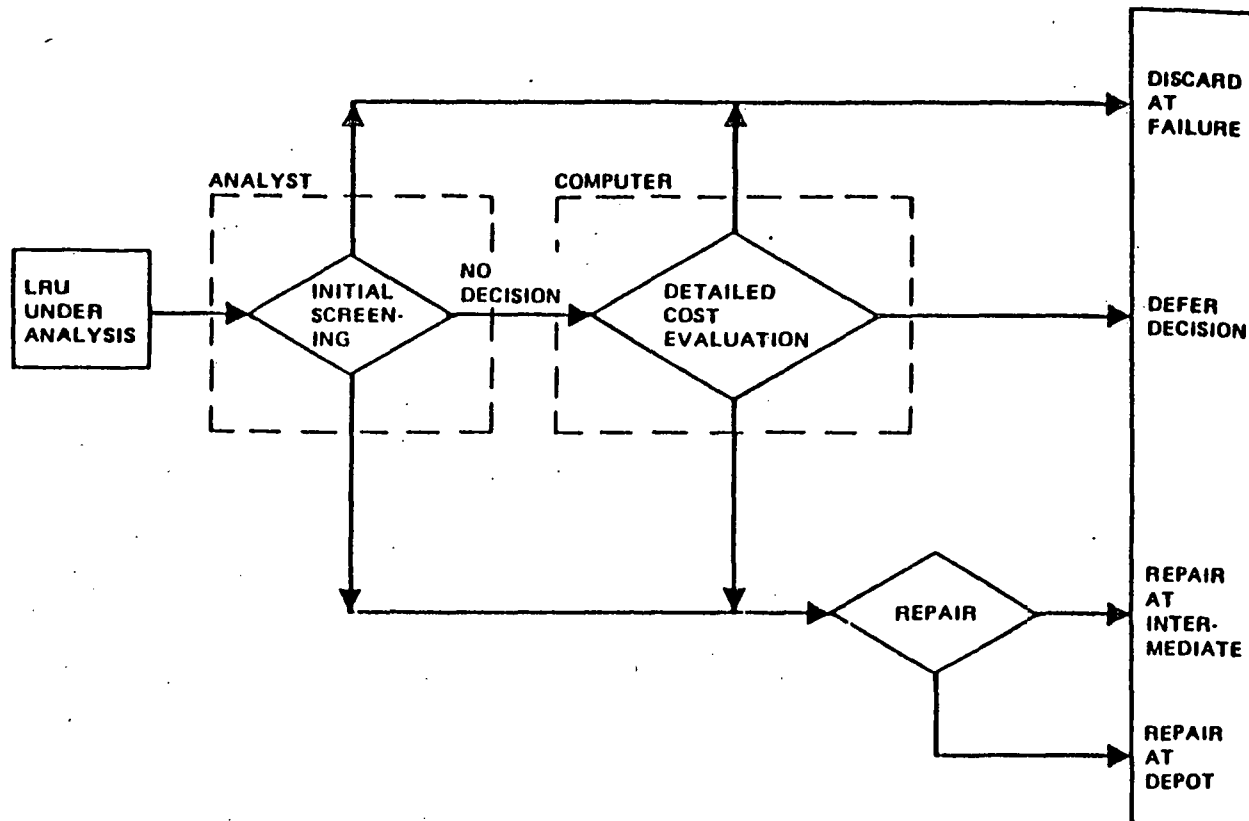 DISCARD
AT
FAILURE
ANALYST
COMPUTER
LRU
UNDER
ANALYSIS
INITIAL
SCREEN-
ING
NO
DECISION
DETAILED
COST
EVALUATION
DEFER
DECISION
REPAIR
REPAIR
AT
INTER-
MEDIATE
REPAIR
AT
DEPOT